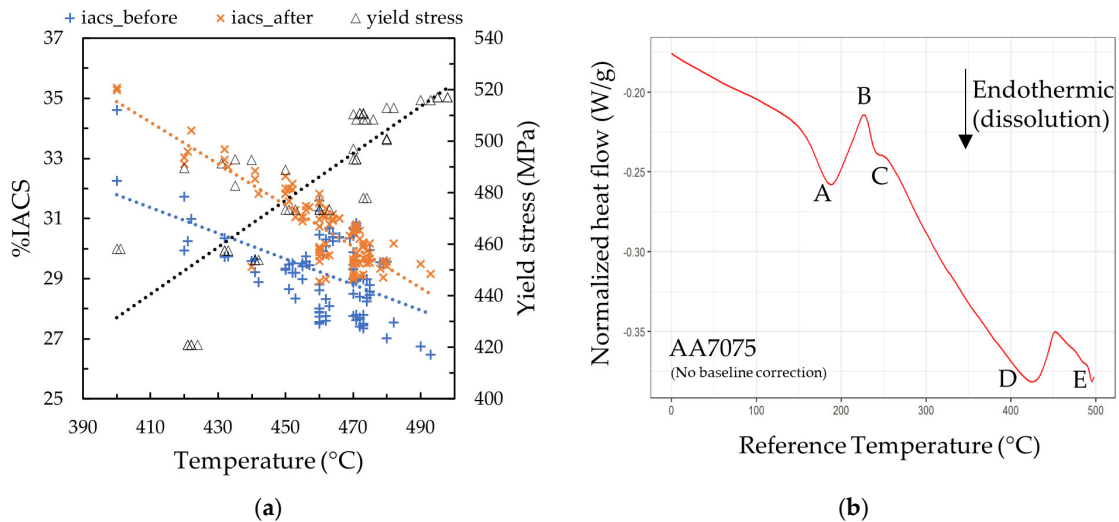 (a)
iacs_before iacs_after yield stress
37
35
33
31
29
27
25
%IACS
540
520
500
480
460
440
420
400
Yield stress (MPa)
390 410 430 450 470 490
Temperature (°C)
(a)
(b)
-0.20
-0.25
-0.30
-0.35
Normalized heat flow (W/g)
B
Endothermic
(dissolution)
A
C
AA7075
(No baseline correction)
D
E
0 100 200 300 400 500
Reference Temperature (°C)
(b)